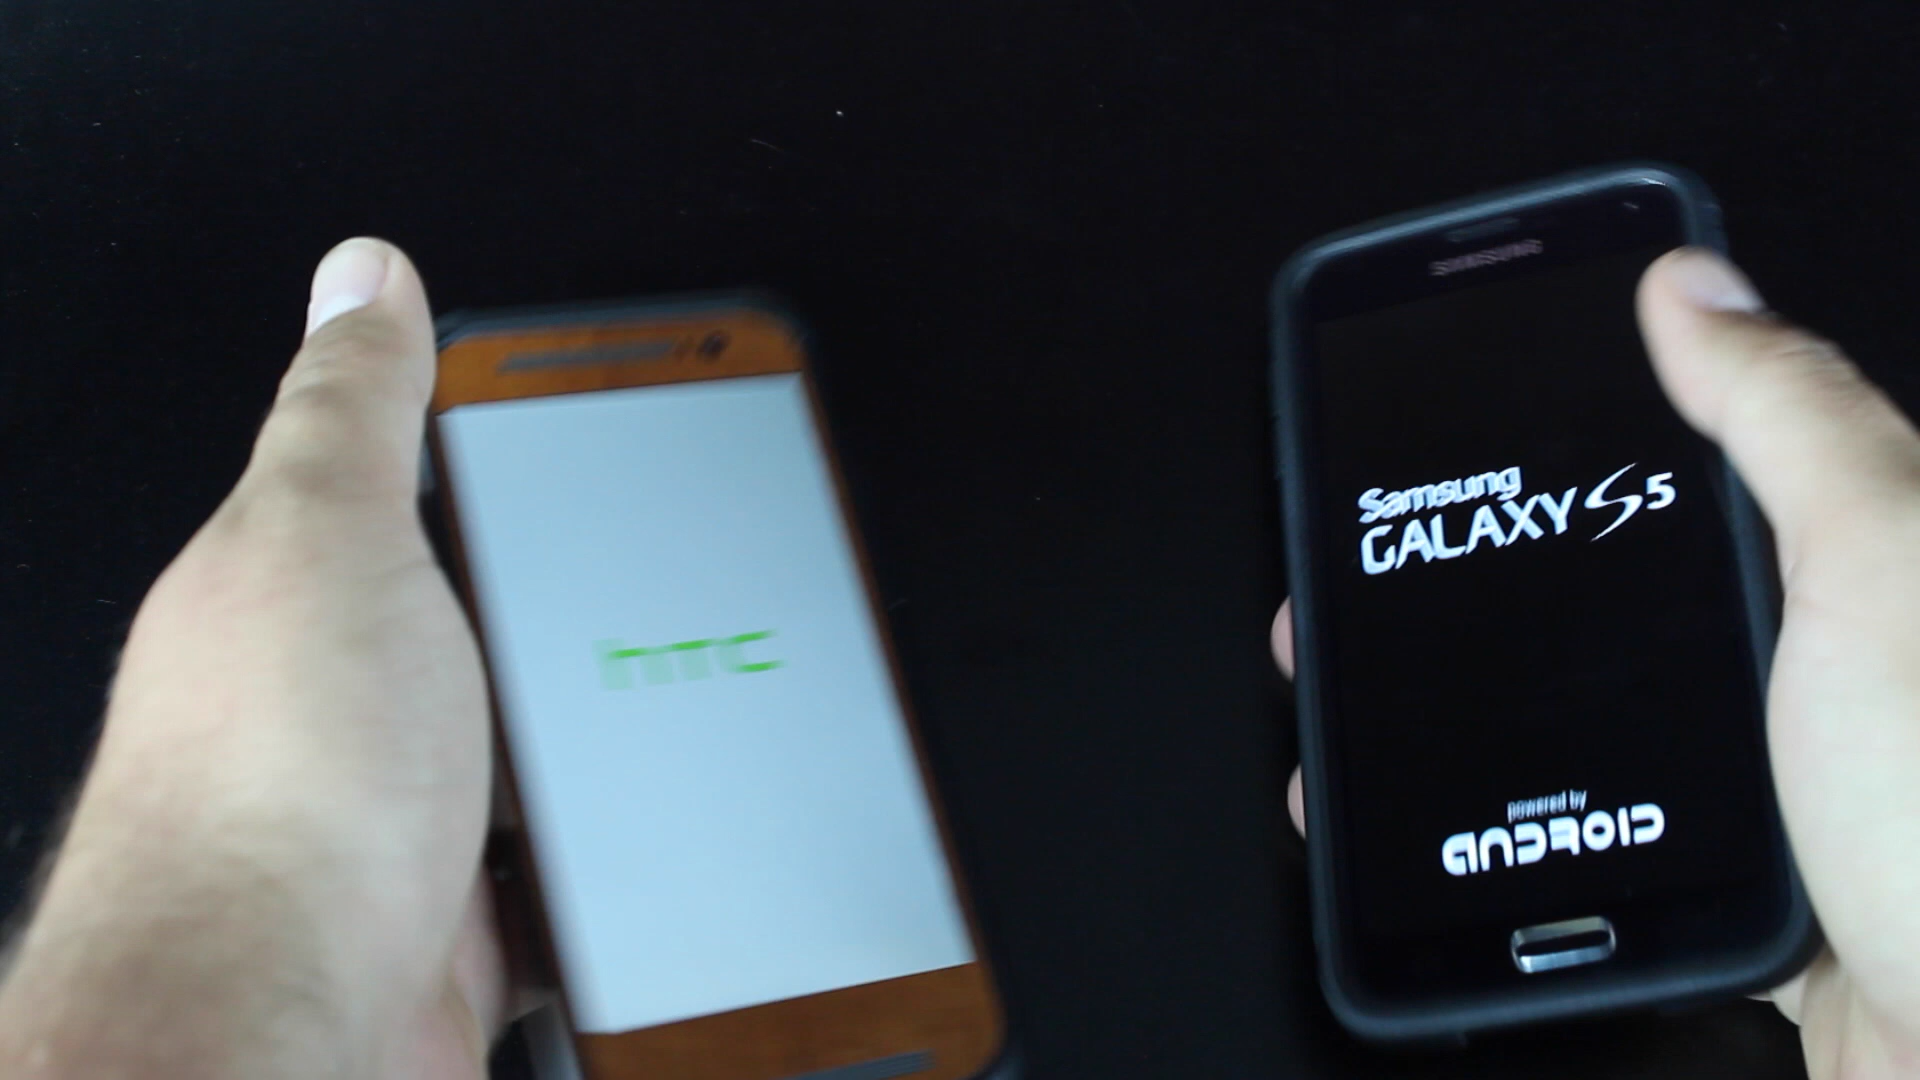 htc
SAMSUNG
Samsung
GALAXY S5
powered by
ANDROID